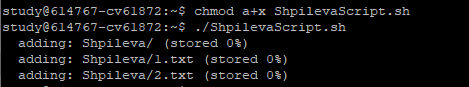 study@614767-cv61872:~$ chmod a+x ShpilevaScript.sh
study@614767-cv61872:~$ ./ShpilevaScript.sh
  adding: Shpileva/ (stored 0%)
  adding: Shpileva/1.txt (stored 0%)
  adding: Shpileva/2.txt (stored 0%)